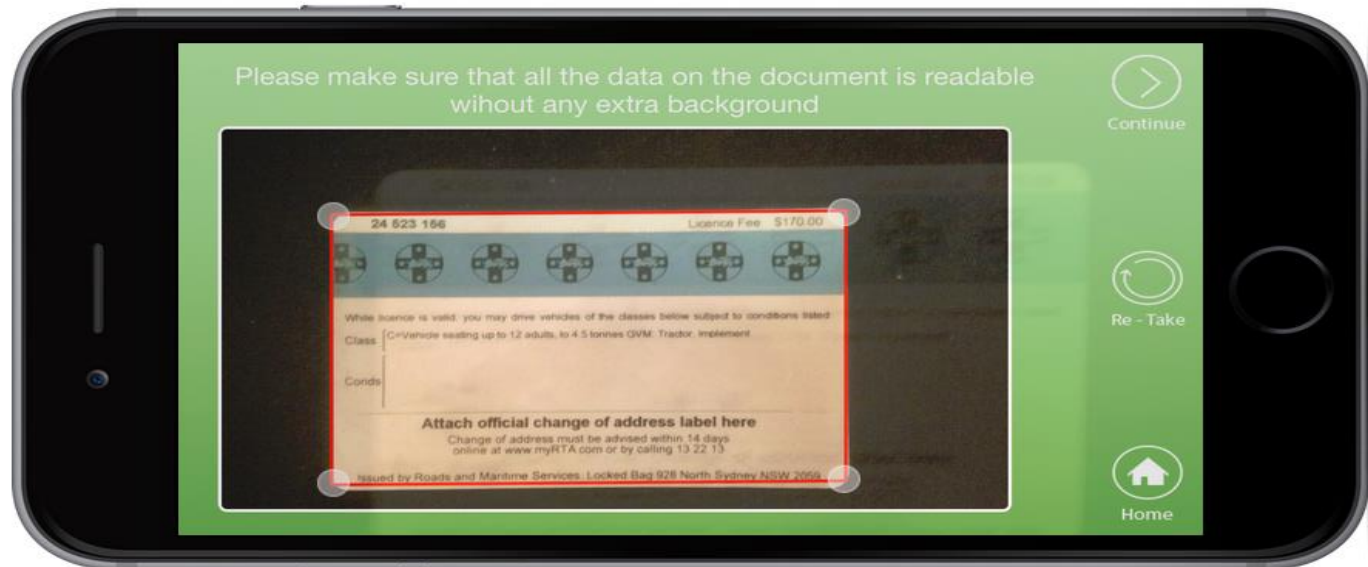 Please make sure that all the data on the document is readable
wihout any extra background
Continue
24 523 156 Licence Fee $170.00
While licence is valid: you may drive vehicles of the classes below subject to conditions listed
Class C=Vehicle seating up to 12 adults, to 4.5 tonnes GVM: Tractor, Implement
Conds
Re - Take
Attach official change of address label here
Change of address must be advised within 14 days
online at www.myRTA.com or by calling 13 22 13
Issued by Roads and Maritime Services: Locked Bag 928 North Sydney NSW 2059
Home